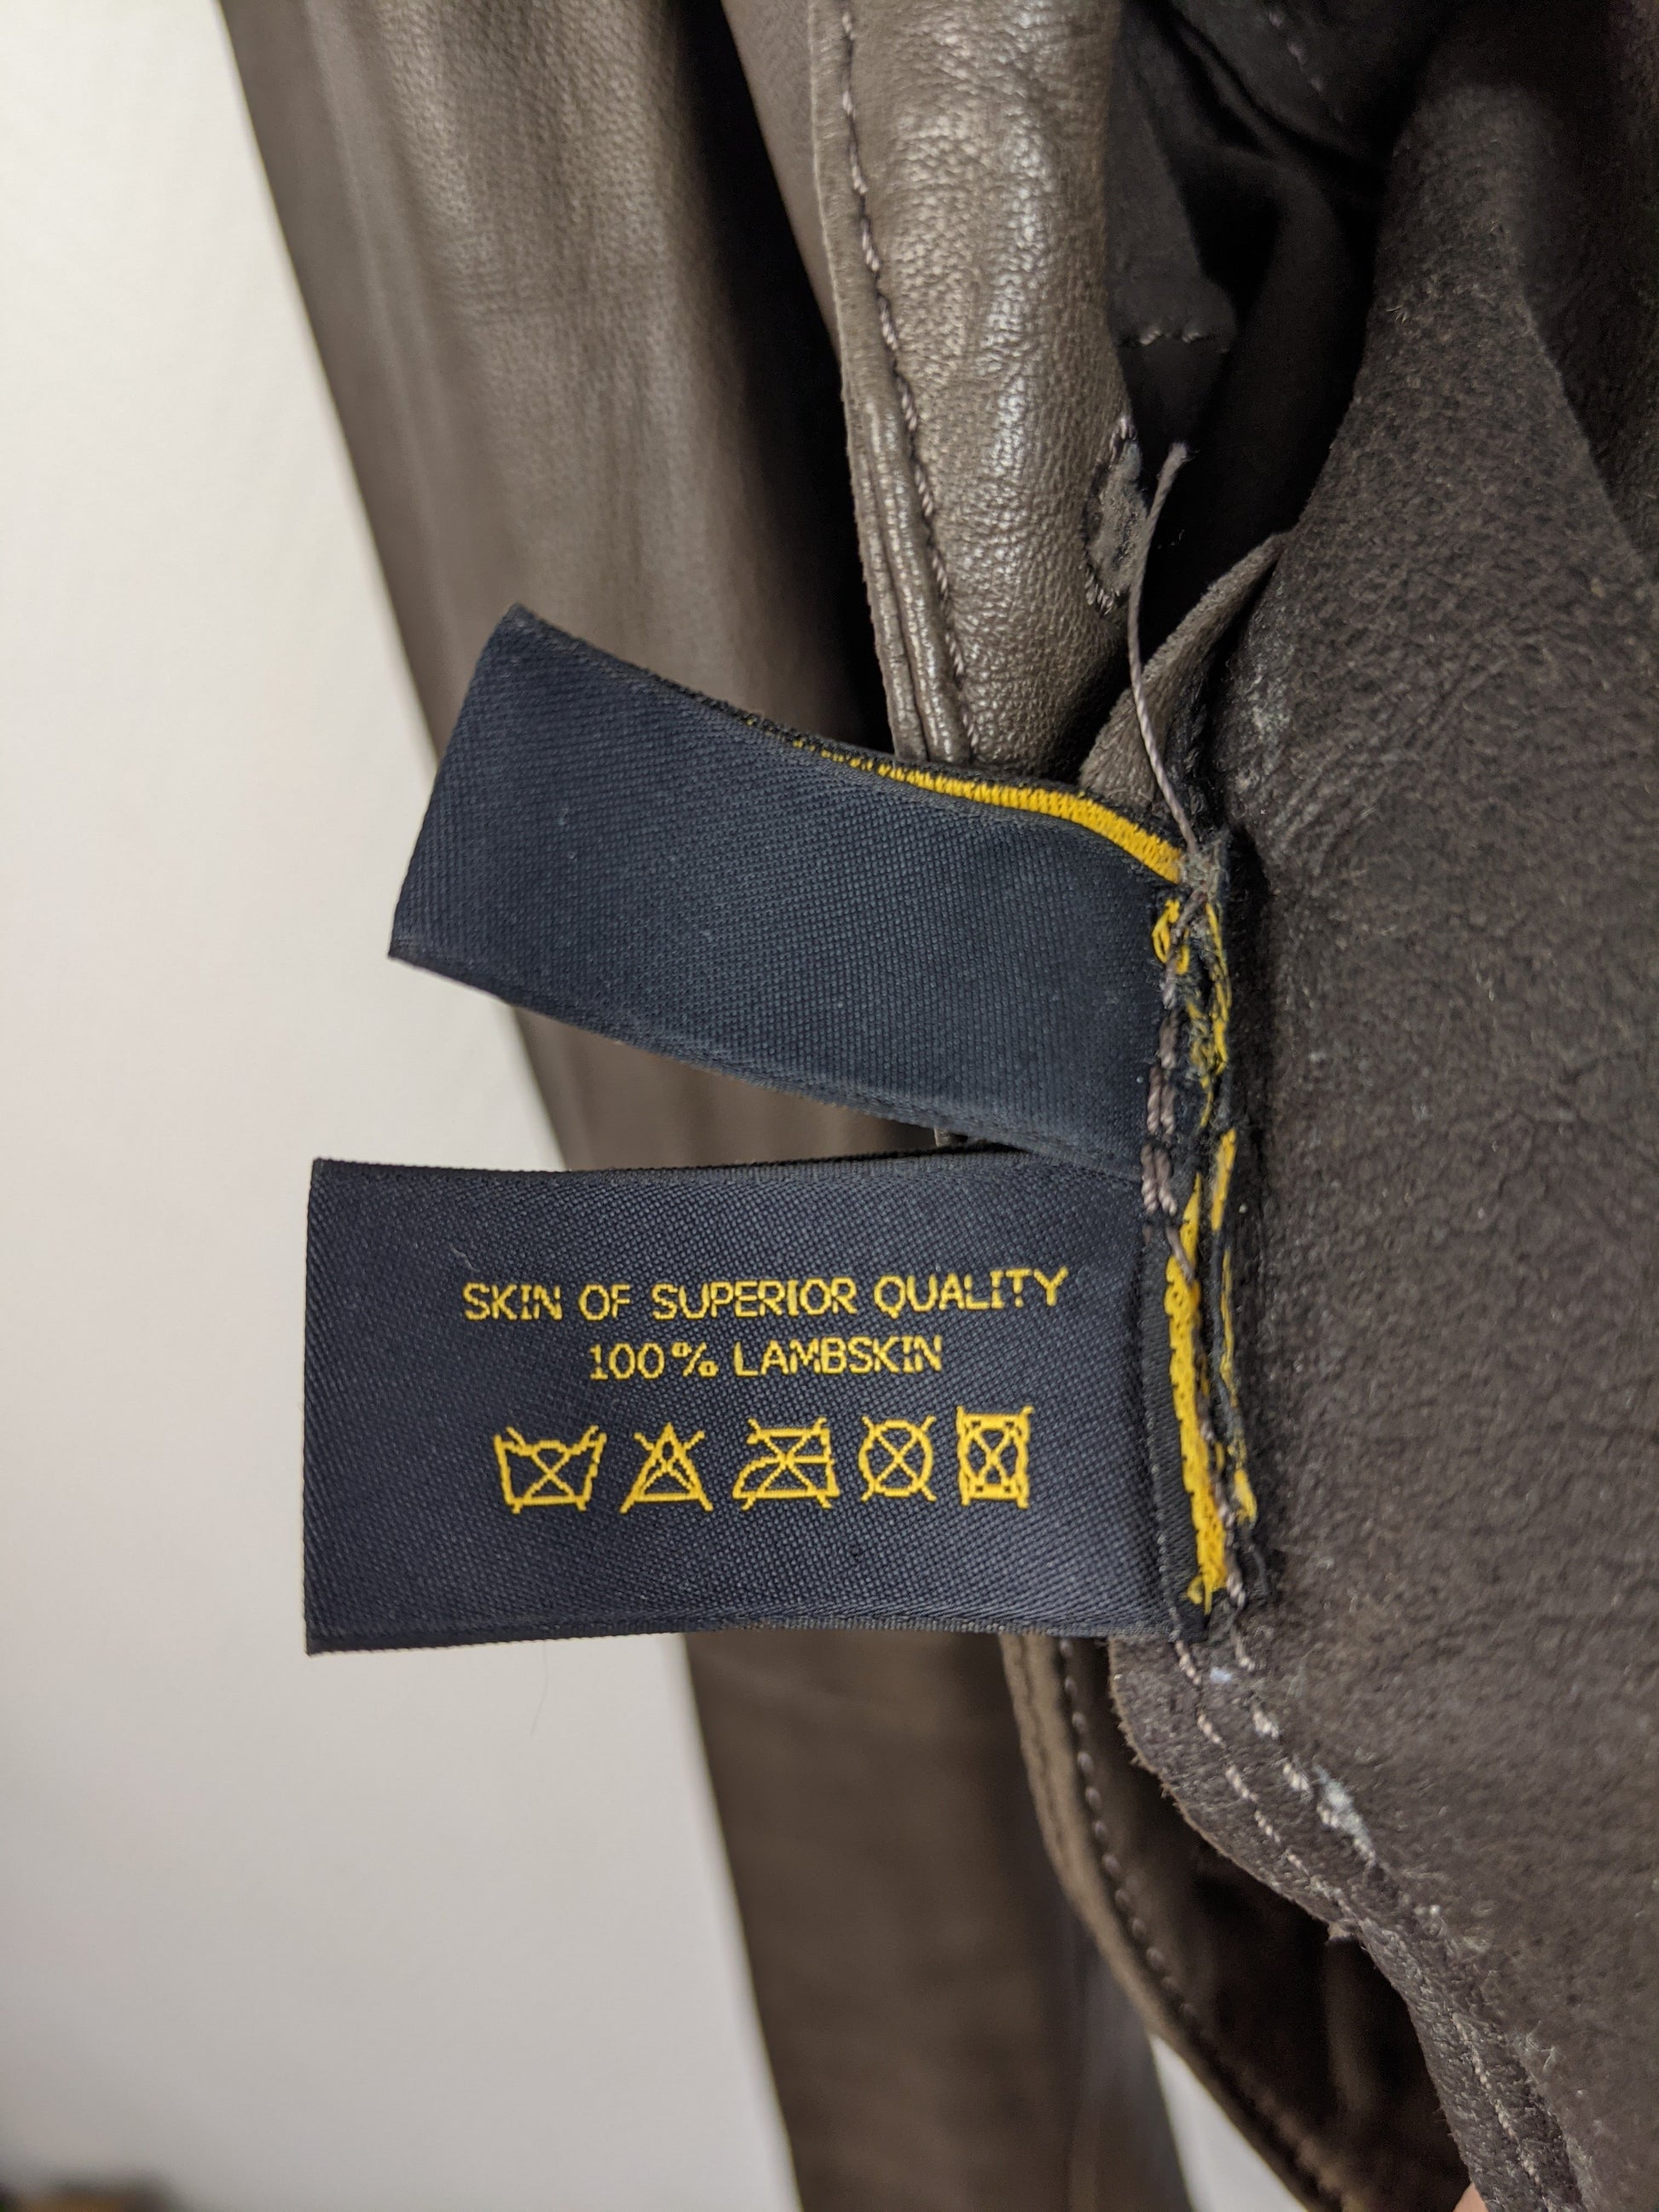 SKIN OF SUPERIOR QUALITY
100% LAMBSKIN